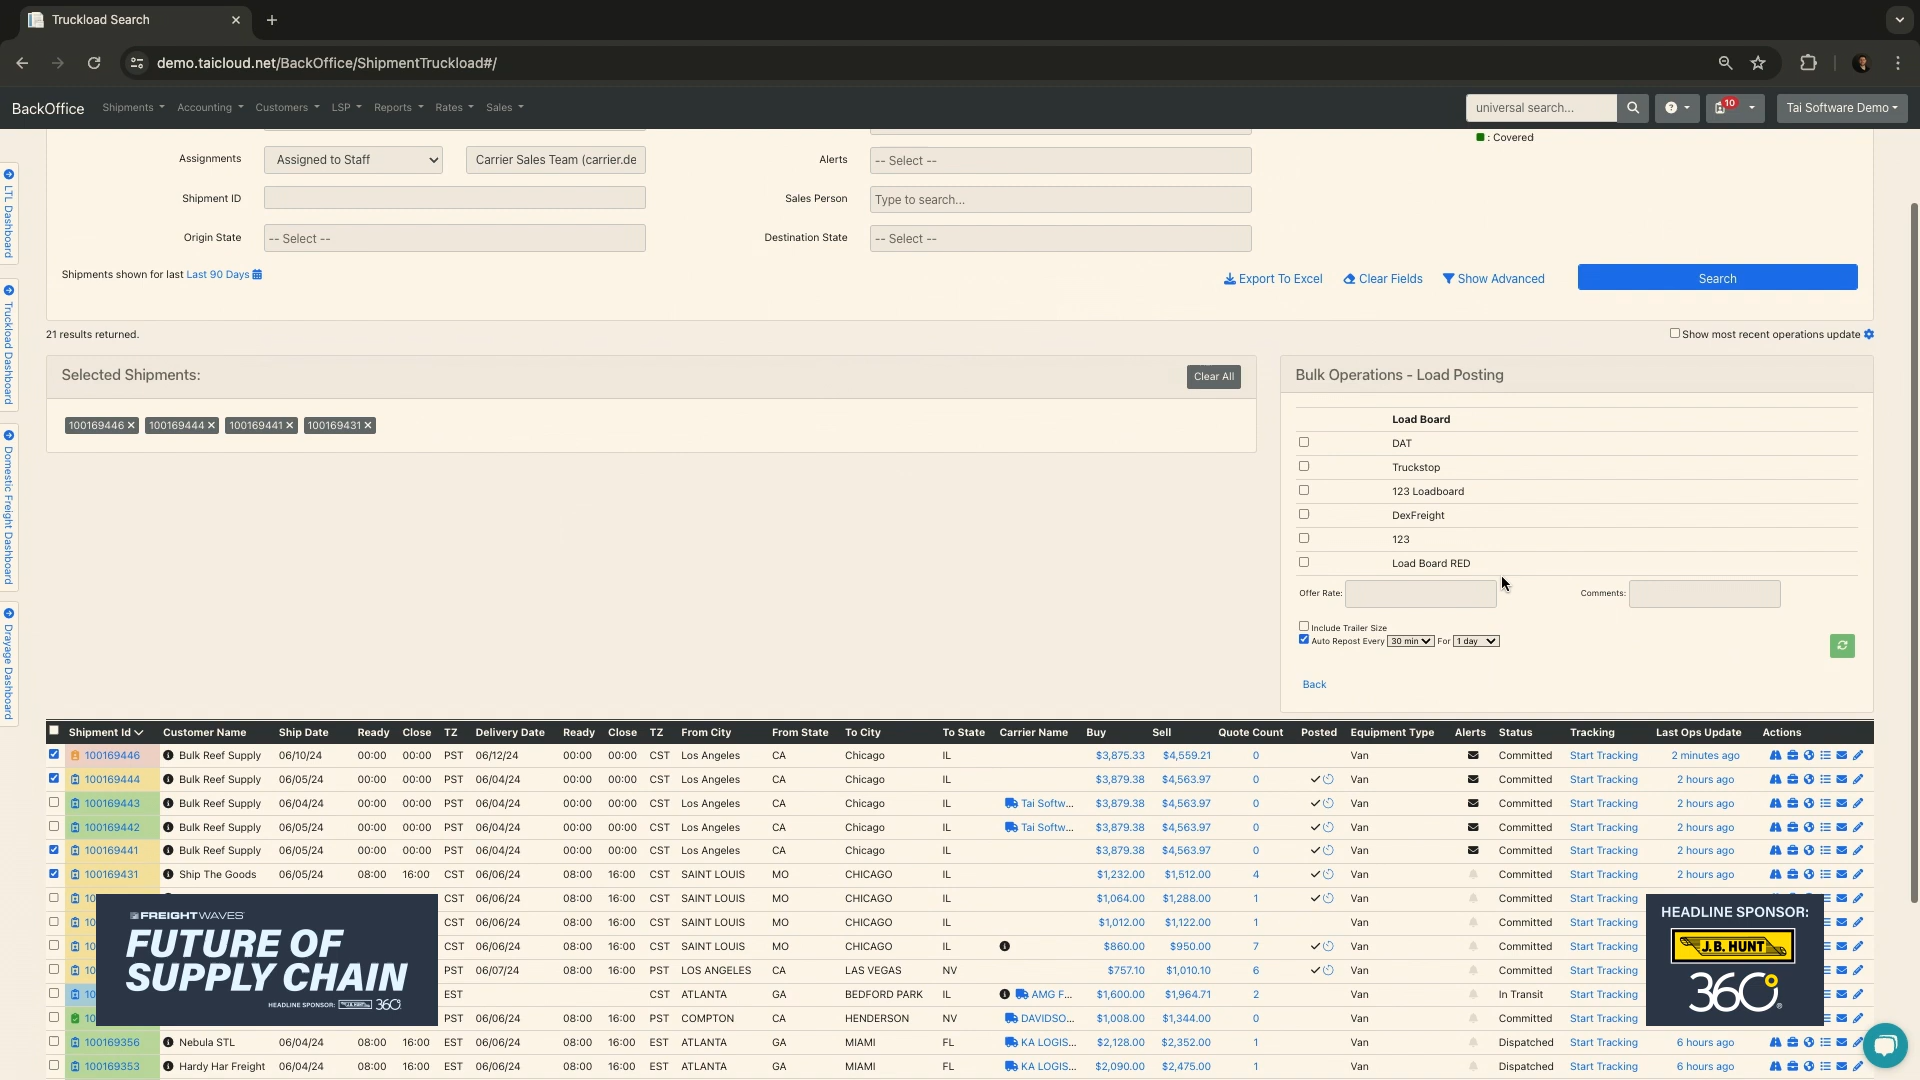 Truckload Search
demo.taicloud.net/BackOffice/ShipmentTruckload#/
BackOffice Shipments Accounting Customers LSP Reports Rates Sales universal search... 10 Tai Software Demo
: Covered
Assignments Assigned to Staff Carrier Sales Team (carrier.de Alerts -- Select --
Shipment ID Sales Person Type to search...
Origin State -- Select -- Destination State -- Select --
Shipments shown for last Last 90 Days Export To Excel Clear Fields Show Advanced Search
21 results returned. Show most recent operations update
LTL Dashboard
Truckload Dashboard
Domestic Freight Dashboard
Drayage Dashboard
Selected Shipments: Clear All
100169446 100169444 100169441 100169431
Bulk Operations - Load Posting
Load Board
DAT
Truckstop
123 Loadboard
DexFreight
123
Load Board RED
Offer Rate: Comments:
Include Trailer Size
Auto Repost Every 30 min For 1 day
Back
Shipment Id Customer Name Ship Date Ready Close TZ Delivery Date Ready Close TZ From City From State To City To State Carrier Name Buy Sell Quote Count Posted Equipment Type Alerts Status Tracking Last Ops Update Actions
100169446 Bulk Reef Supply 06/10/24 00:00 00:00 PST 06/12/24 00:00 00:00 CST Los Angeles CA Chicago IL $3,875.33 $4,559.21 0 Van Committed Start Tracking 2 minutes ago
100169444 Bulk Reef Supply 06/05/24 00:00 00:00 PST 06/04/24 00:00 00:00 CST Los Angeles CA Chicago IL $3,879.38 $4,563.97 0 Van Committed Start Tracking 2 hours ago
100169443 Bulk Reef Supply 06/04/24 00:00 00:00 PST 06/04/24 00:00 00:00 CST Los Angeles CA Chicago IL Tai Softw... $3,879.38 $4,563.97 0 Van Committed Start Tracking 2 hours ago
100169442 Bulk Reef Supply 06/05/24 00:00 00:00 PST 06/04/24 00:00 00:00 CST Los Angeles CA Chicago IL Tai Softw... $3,879.38 $4,563.97 0 Van Committed Start Tracking 2 hours ago
100169441 Bulk Reef Supply 06/05/24 00:00 00:00 PST 06/04/24 00:00 00:00 CST Los Angeles CA Chicago IL $3,879.38 $4,563.97 0 Van Committed Start Tracking 2 hours ago
100169431 Ship The Goods 06/05/24 08:00 16:00 CST 06/06/24 08:00 16:00 CST SAINT LOUIS MO CHICAGO IL $1,232.00 $1,512.00 4 Van Committed Start Tracking 2 hours ago
10 CST 06/06/24 08:00 16:00 CST SAINT LOUIS MO CHICAGO IL $1,064.00 $1,288.00 1 Van Committed Start Tracking
10 CST 06/06/24 08:00 16:00 CST SAINT LOUIS MO CHICAGO IL $1,012.00 $1,122.00 1 Van Committed Start Tracking
10 CST 06/06/24 08:00 16:00 CST SAINT LOUIS MO CHICAGO IL $860.00 $950.00 7 Van Committed Start Tracking
10 PST 06/07/24 08:00 16:00 PST LOS ANGELES CA LAS VEGAS NV $757.10 $1,010.10 6 Van Committed Start Tracking
10 EST CST ATLANTA GA BEDFORD PARK IL AMG F... $1,600.00 $1,964.71 2 Van In Transit Start Tracking
10 PST 06/06/24 08:00 16:00 PST COMPTON CA HENDERSON NV DAVIDSO... $1,008.00 $1,344.00 0 Van Committed Start Tracking
100169356 Nebula STL 06/04/24 08:00 16:00 EST 06/06/24 08:00 16:00 EST ATLANTA GA MIAMI FL KA LOGIS... $2,128.00 $2,352.00 1 Van Dispatched Start Tracking 6 hours ago
100169353 Hardy Har Freight 06/04/24 08:00 16:00 EST 06/06/24 08:00 16:00 EST ATLANTA GA MIAMI FL KA LOGIS... $2,090.00 $2,475.00 1 Van Dispatched Start Tracking 6 hours ago
FREIGHTWAVES
FUTURE OF
SUPPLY CHAIN
HEADLINE SPONSOR: J.B. HUNT 360
HEADLINE SPONSOR:
J.B. HUNT
360